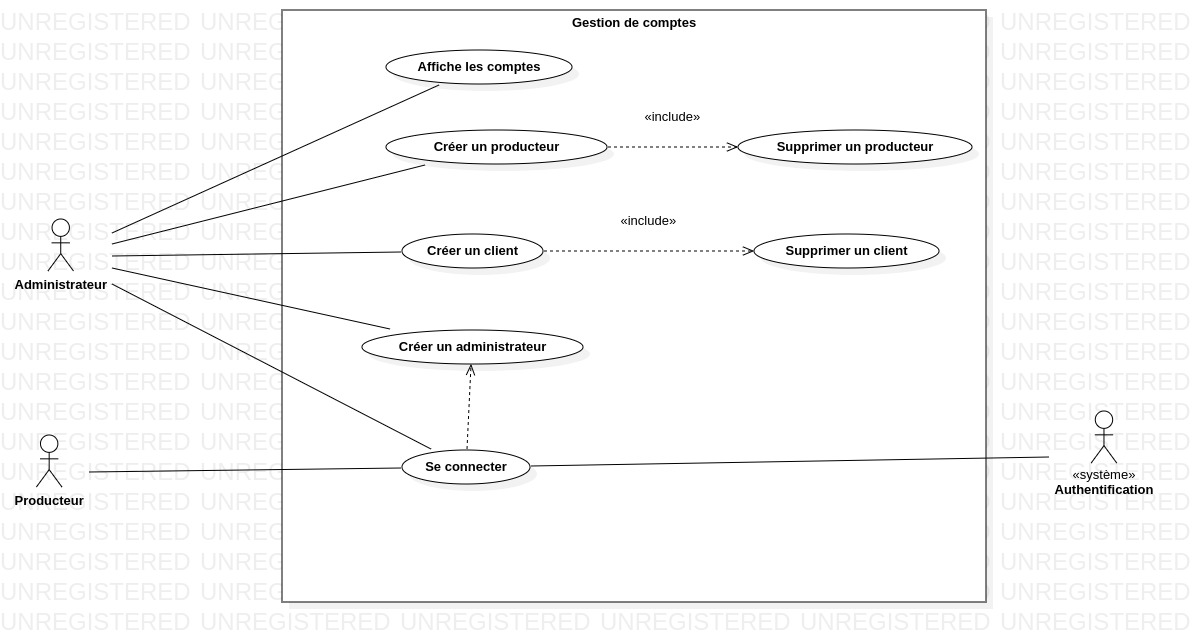 Gestion de comptes
Affiche les comptes
«include»
Créer un producteur
Supprimer un producteur
«include»
Créer un client
Supprimer un client
Administrateur
Créer un administrateur
Se connecter
«système»
Authentification
Producteur
UNREGISTERED UNREGISTERED UNREGISTERED UNREGISTERED UNREGISTERED UNREGISTERED